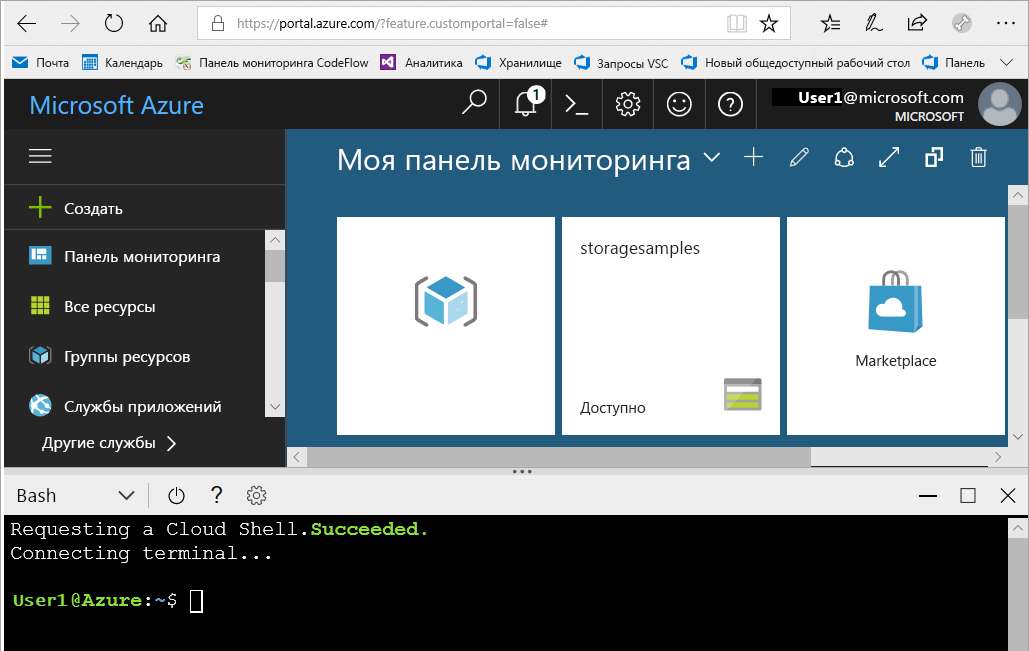 https://portal.azure.com/?feature.customportal=false#
Почта Календарь Панель мониторинга CodeFlow Аналитика Хранилище Запросы VSC Новый общедоступный рабочий стол Панель
Microsoft Azure 1 User1@microsoft.com
MICROSOFT
Моя панель мониторинга
Создать
Панель мониторинга
Все ресурсы
Группы ресурсов
Службы приложений
Другие службы
storagesamples
Доступно
Marketplace
Bash ?
Requesting a Cloud Shell.Succeeded.
Connecting terminal...
User1@Azure:~$